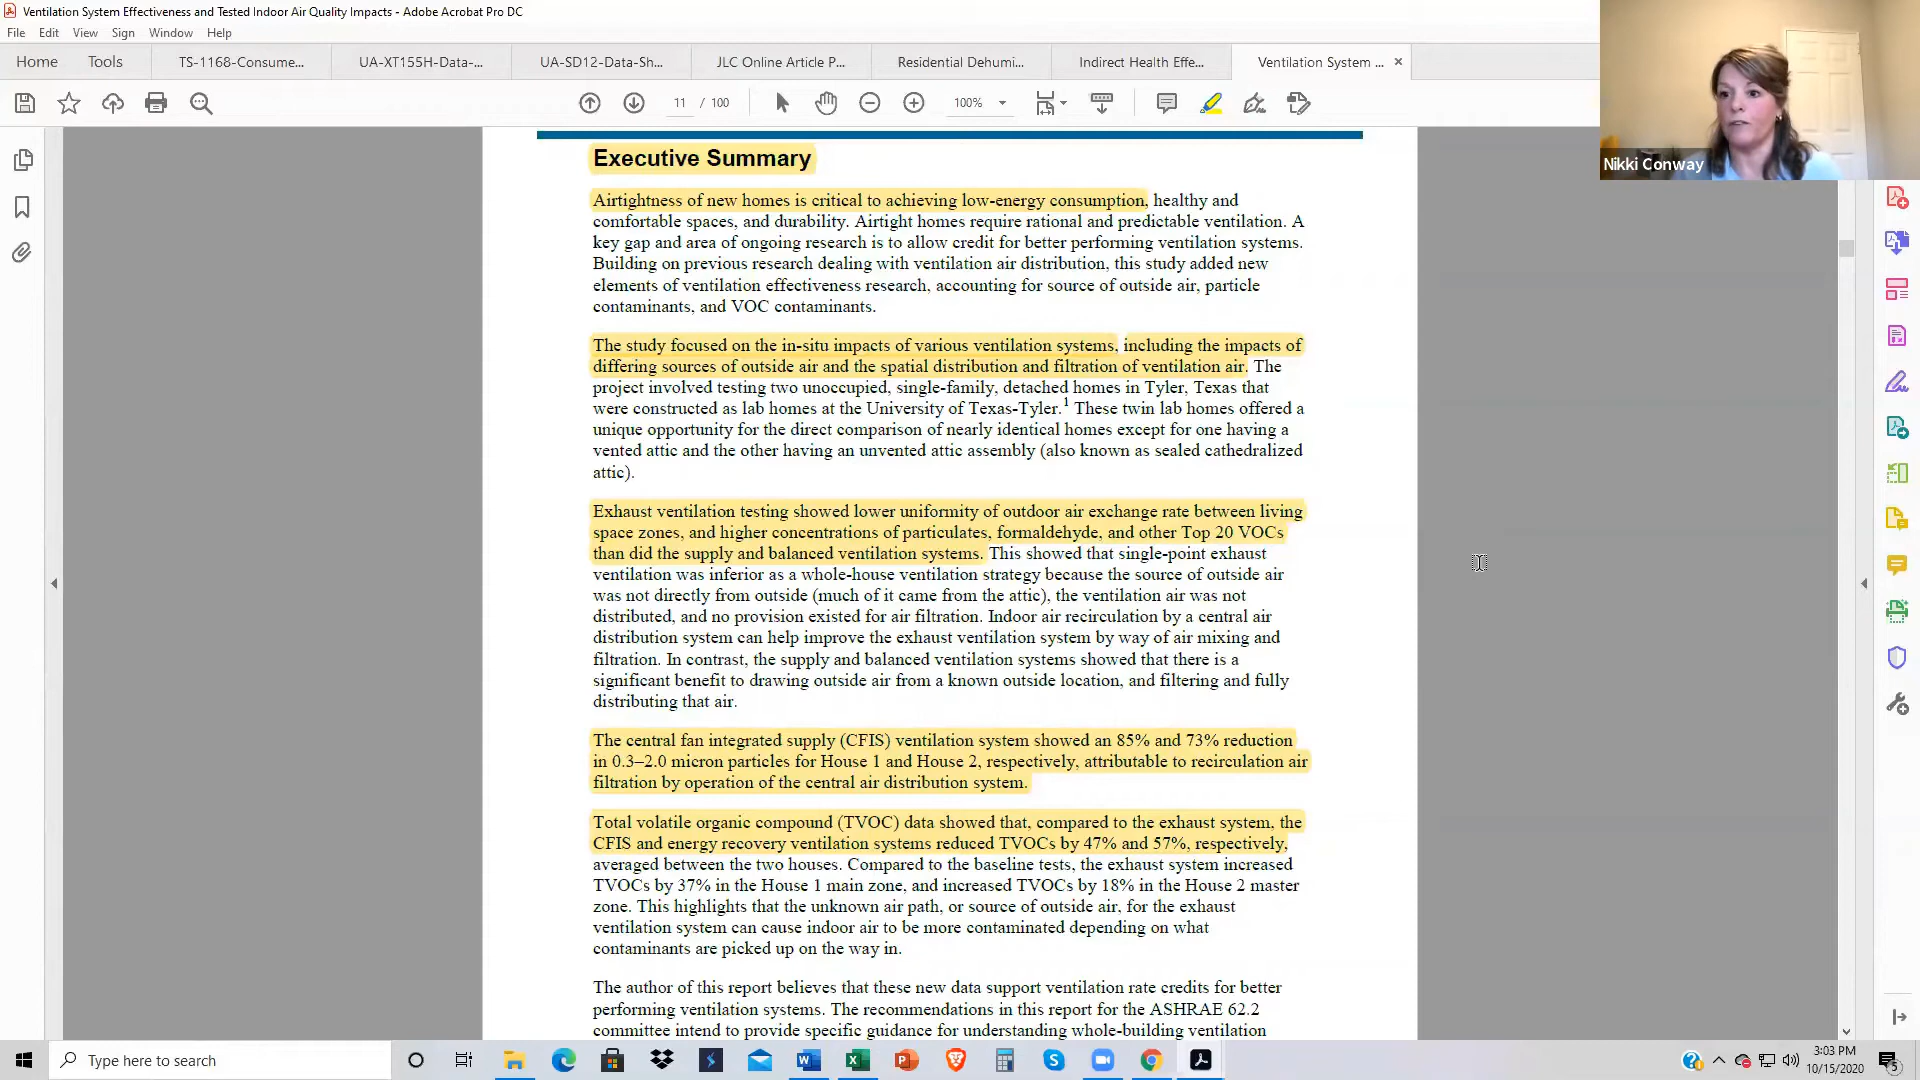 Ventilation System Effectiveness and Tested Indoor Air Quality Impacts - Adobe Acrobat Pro DC
File Edit View Sign Window Help
Home Tools TS-1168-Consume... UA-XT155H-Data-... UA-SD12-Data-Sh... JLC Online Article P... Residential Dehumi... Indirect Health Effe... Ventilation System ... ×
11 / 100 100%
Nikki Conway
Executive Summary
Airtightness of new homes is critical to achieving low-energy consumption, healthy and
comfortable spaces, and durability. Airtight homes require rational and predictable ventilation. A
key gap and area of ongoing research is to allow credit for better performing ventilation systems.
Building on previous research dealing with ventilation air distribution, this study added new
elements of ventilation effectiveness research, accounting for source of outside air, particle
contaminants, and VOC contaminants.
The study focused on the in-situ impacts of various ventilation systems, including the impacts of
differing sources of outside air and the spatial distribution and filtration of ventilation air. The
project involved testing two unoccupied, single-family, detached homes in Tyler, Texas that
were constructed as lab homes at the University of Texas-Tyler.1 These twin lab homes offered a
unique opportunity for the direct comparison of nearly identical homes except for one having a
vented attic and the other having an unvented attic assembly (also known as sealed cathedralized
attic).
Exhaust ventilation testing showed lower uniformity of outdoor air exchange rate between living
space zones, and higher concentrations of particulates, formaldehyde, and other Top 20 VOCs
than did the supply and balanced ventilation systems. This showed that single-point exhaust
ventilation was inferior as a whole-house ventilation strategy because the source of outside air
was not directly from outside (much of it came from the attic), the ventilation air was not
distributed, and no provision existed for air filtration. Indoor air recirculation by a central air
distribution system can help improve the exhaust ventilation system by way of air mixing and
filtration. In contrast, the supply and balanced ventilation systems showed that there is a
significant benefit to drawing outside air from a known outside location, and filtering and fully
distributing that air.
The central fan integrated supply (CFIS) ventilation system showed an 85% and 73% reduction
in 0.3–2.0 micron particles for House 1 and House 2, respectively, attributable to recirculation air
filtration by operation of the central air distribution system.
Total volatile organic compound (TVOC) data showed that, compared to the exhaust system, the
CFIS and energy recovery ventilation systems reduced TVOCs by 47% and 57%, respectively,
averaged between the two houses. Compared to the baseline tests, the exhaust system increased
TVOCs by 37% in the House 1 main zone, and increased TVOCs by 18% in the House 2 master
zone. This highlights that the unknown air path, or source of outside air, for the exhaust
ventilation system can cause indoor air to be more contaminated depending on what
contaminants are picked up on the way in.
The author of this report believes that these new data support ventilation rate credits for better
performing ventilation systems. The recommendations in this report for the ASHRAE 62.2
committee intend to provide specific guidance for understanding whole-building ventilation
Type here to search
3:03 PM
10/15/2020
5